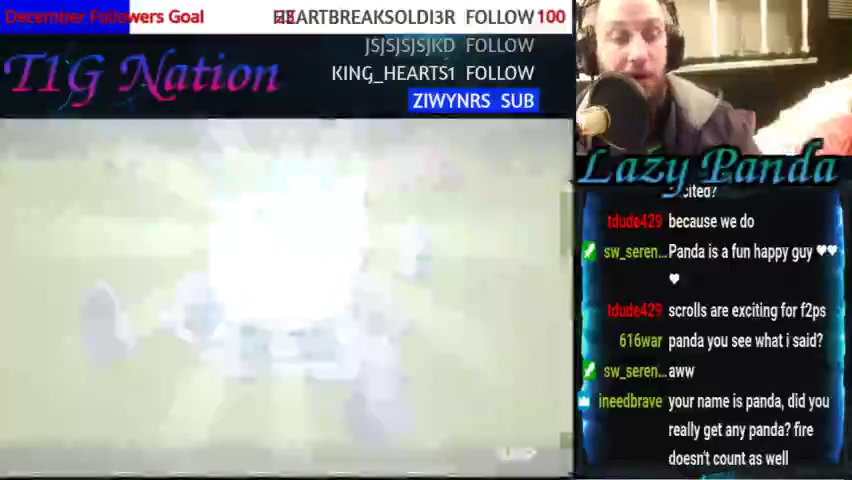 December Followers Goal
HEARTBREAKSOLDI3R FOLLOW 100
JSJSJSJSJKD FOLLOW
T1G Nation
KING_HEARTS1 FOLLOW
ZIWYNRS SUB
Lazy Panda
cited?
tdude429 because we do
sw_seren... Panda is a fun happy guy ♥♥
♥
tdude429 scrolls are exciting for f2ps
616war panda you see what i said?
sw_seren... aww
ineedbrave your name is panda, did you
really get any panda? fire
doesn't count as well